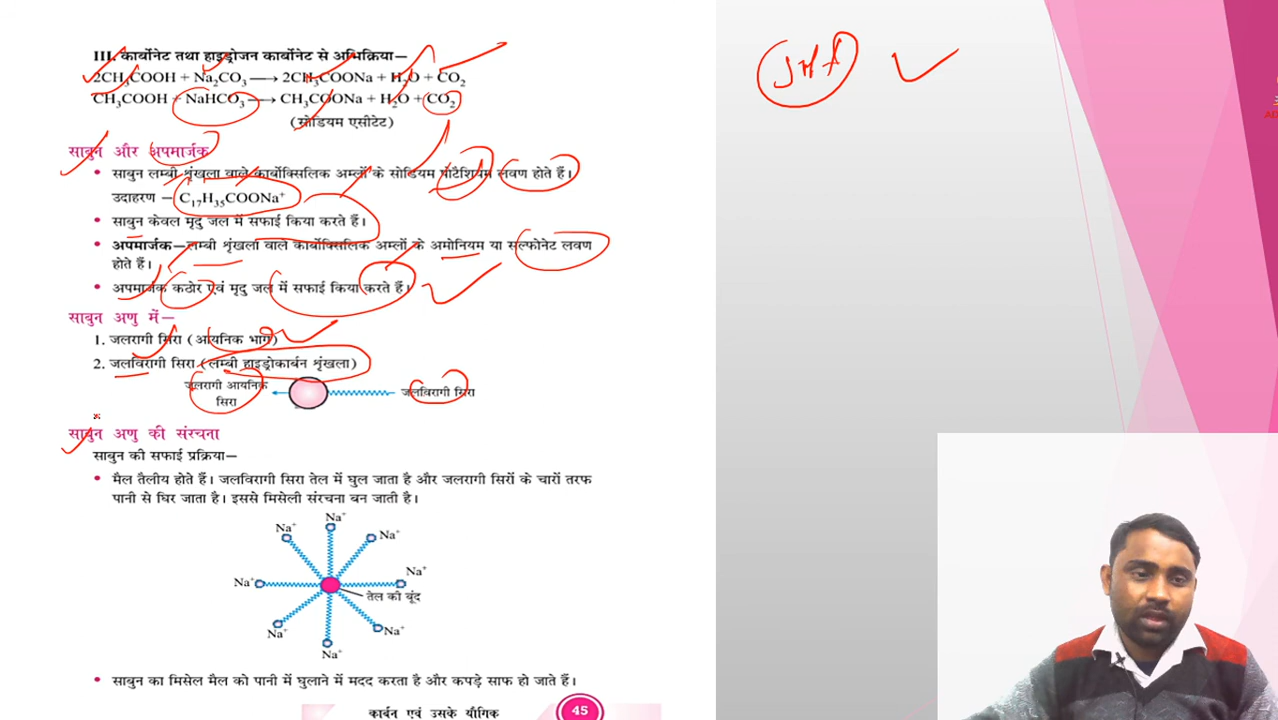 III. कार्बोनेट तथा हाइड्रोजन कार्बोनेट से अभिक्रिया—
2CH₃COOH + Na₂CO₃ ⟶ 2CH₃COONa + H₂O + CO₂
CH₃COOH + NaHCO₃ ⟶ CH₃COONa + H₂O + CO₂
(सोडियम एसीटेट)
साबुन और अपमार्जक
• साबुन लम्बी शृंखला वाले कार्बोक्सिलिक अम्लों के सोडियम पोटैशियम लवण होते हैं।
उदाहरण – C₁₇H₃₅COONa⁺
• साबुन केवल मृदु जल में सफाई किया करते हैं।
• अपमार्जक—लम्बी शृंखला वाले कार्बोक्सिलिक अम्लों के अमोनियम या सल्फोनेट लवण
होते हैं।
• अपमार्जक कठोर एवं मृदु जल में सफाई किया करते हैं।
साबुन अणु में—
1. जलरागी सिरा (आयनिक भाग)
2. जलविरागी सिरा (लम्बी हाइड्रोकार्बन शृंखला)
जलरागी आयनिक
सिरा
जलविरागी सिरा
साबुन अणु की संरचना
साबुन की सफाई प्रक्रिया—
• मैल तैलीय होते हैं। जलविरागी सिरा तेल में घुल जाता है और जलरागी सिरों के चारों तरफ
पानी से घिर जाता है। इससे मिसेली संरचना बन जाती है।
Na⁺
Na⁺
Na⁺
Na⁺
Na⁺
तेल की बूंद
Na⁺
Na⁺
Na⁺
• साबुन का मिसेल मैल को पानी में घुलाने में मदद करता है और कपड़े साफ हो जाते हैं।
कार्बन एवं उसके यौगिक
45